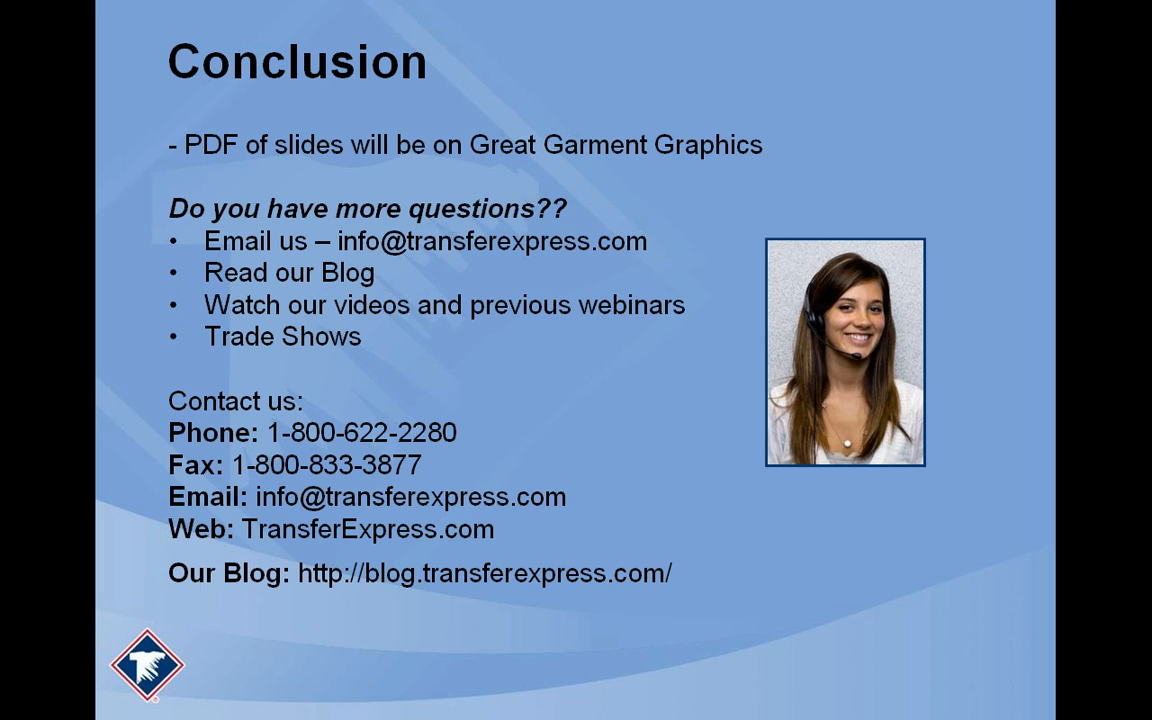 Conclusion
- PDF of slides will be on Great Garment Graphics
Do you have more questions??
• Email us – info@transferexpress.com
• Read our Blog
• Watch our videos and previous webinars
• Trade Shows
Contact us:
Phone: 1-800-622-2280
Fax: 1-800-833-3877
Email: info@transferexpress.com
Web: TransferExpress.com
Our Blog: http://blog.transferexpress.com/